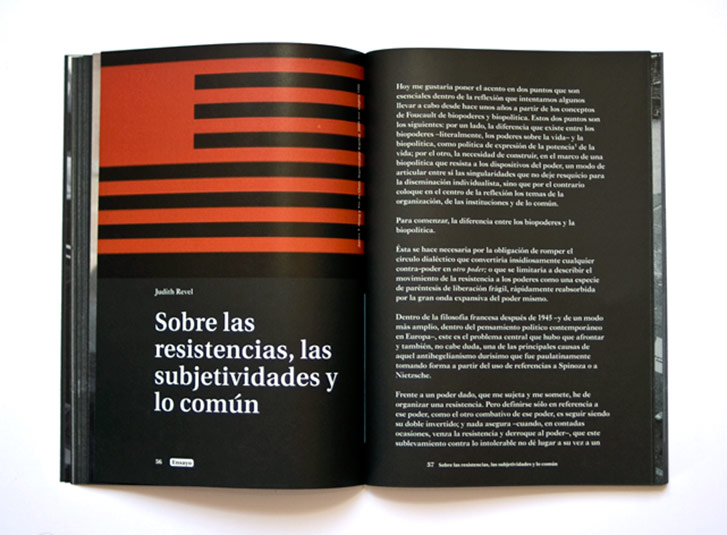 Judith Revel
Sobre las
resistencias, las
subjetividades y
lo común
56 Ensayo
Hoy me gustaría poner el acento en dos puntos que son
esenciales dentro de la reflexión que intentamos algunos
llevar a cabo desde hace unos años a partir de los conceptos
de Foucault de biopoderes y biopolítica. Estos dos puntos son
los siguientes: por un lado, la diferencia que existe entre los
biopoderes –literalmente, los poderes sobre la vida– y la
biopolítica, como política de expresión de la potencia¹ de la
vida; por el otro, la necesidad de construir, en el marco de una
biopolítica que resista a los dispositivos del poder, un modo de
articular entre sí las singularidades que no deje resquicio para
la diseminación individualista, sino que por el contrario
coloque en el centro de la reflexión los temas de la
organización, de las instituciones y de lo común.
Para comenzar, la diferencia entre los biopoderes y la
biopolítica.
Ésta se hace necesaria por la obligación de romper el
círculo dialéctico que convertiría insidiosamente cualquier
contra-poder en otro poder; o que se limitaría a describir el
movimiento de la resistencia a los poderes como una especie
de paréntesis de liberación frágil, rápidamente reabsorbida
por la gran onda expansiva del poder mismo.
Dentro de la filosofía francesa después de 1945 –y de un modo
más amplio, dentro del pensamiento político contemporáneo
en Europa–, este es el problema central que hubo que afrontar
y también, no cabe duda, una de las principales causas de
aquel antihegelianismo durísimo que fue paulatinamente
tomando forma a partir del uso de referencias a Spinoza o a
Nietzsche.
Frente a un poder dado, que me sujeta y me somete, he de
organizar una resistencia. Pero definirse sólo en referencia a
ese poder, como el otro combativo de ese poder, es seguir siendo
su doble invertido; y nada asegura –cuando, en contadas
ocasiones, venza la resistencia y derroque al poder–, que este
sublevamiento contra lo intolerable no dé lugar a su vez a un
57 Sobre las resistencias, las subjetividades y lo común